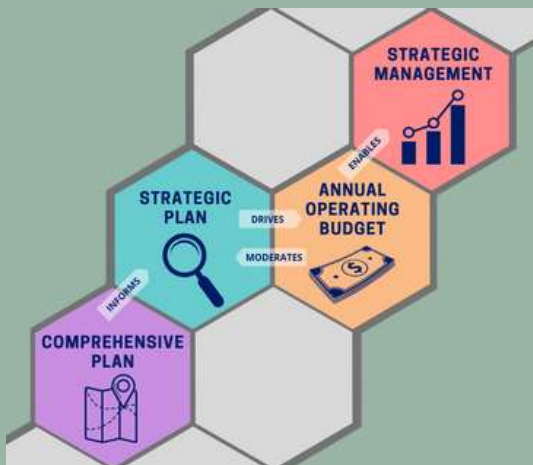 STRATEGIC
MANAGEMENT
ENABLES
STRATEGIC
PLAN
DRIVES
ANNUAL
OPERATING
BUDGET
MODERATES
$
INFORMS
COMPREHENSIVE
PLAN